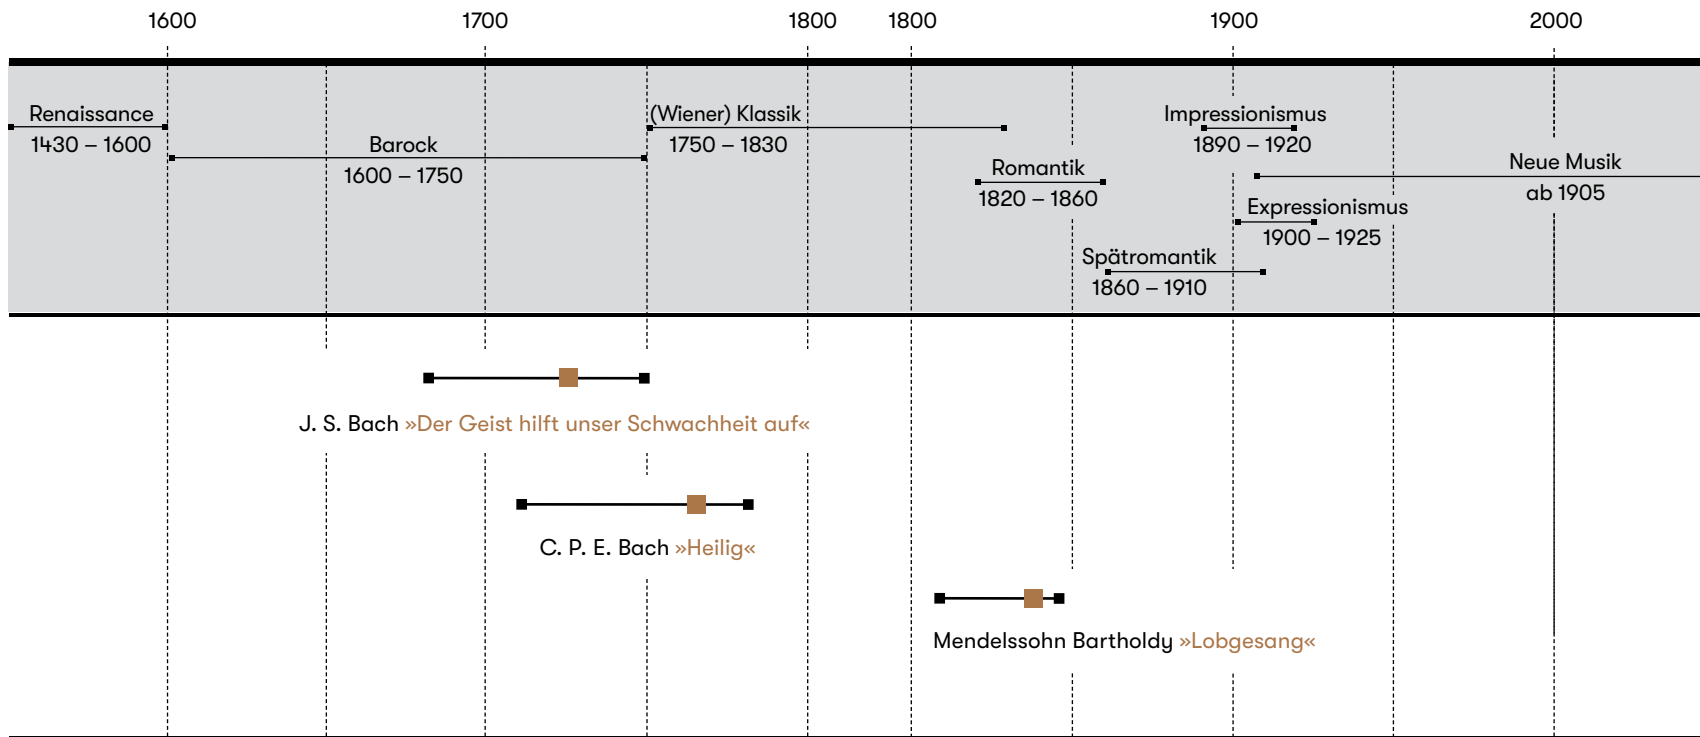 1600 1700 1800 1800 1900 2000
Renaissance
1430 – 1600
Barock
1600 – 1750
(Wiener) Klassik
1750 – 1830
Romantik
1820 – 1860
Spätromantik
1860 – 1910
Impressionismus
1890 – 1920
Expressionismus
1900 – 1925
Neue Musik
ab 1905
J. S. Bach »Der Geist hilft unser Schwachheit auf«
C. P. E. Bach »Heilig«
Mendelssohn Bartholdy »Lobgesang«